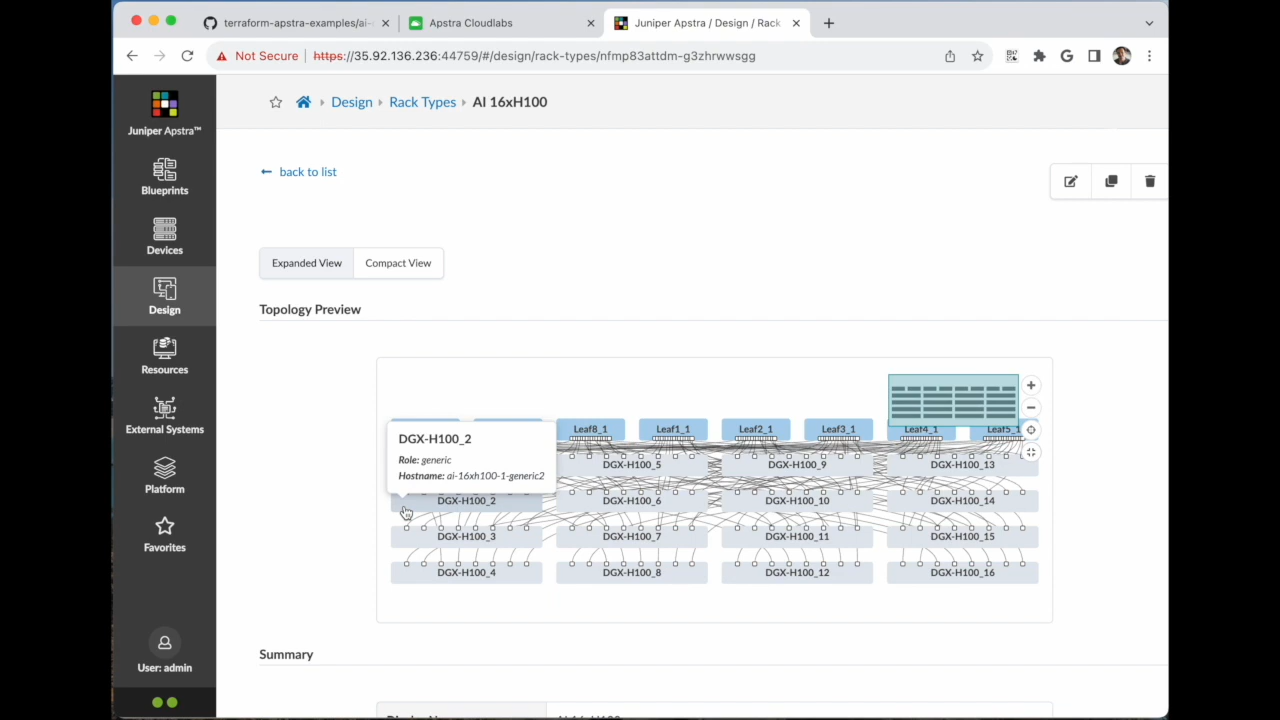 terraform-apstra-examples/ai-
Apstra Cloudlabs
Juniper Apstra / Design / Rack
Not Secure
https://35.92.136.236:44759/#/design/rack-types/nfmp83attdm-g3zhrwwsgg
Juniper Apstra™
Blueprints
Devices
Design
Resources
External Systems
Platform
Favorites
User: admin
Design
Rack Types
AI 16xH100
back to list
Expanded View
Compact View
Topology Preview
Leaf8_1
Leaf1_1
Leaf2_1
Leaf3_1
Leaf4_1
Leaf5_1
DGX-H100_2
Role: generic
Hostname: ai-16xh100-1-generic2
DGX-H100_5
DGX-H100_9
DGX-H100_13
DGX-H100_2
DGX-H100_6
DGX-H100_10
DGX-H100_14
DGX-H100_3
DGX-H100_7
DGX-H100_11
DGX-H100_15
DGX-H100_4
DGX-H100_8
DGX-H100_12
DGX-H100_16
Summary